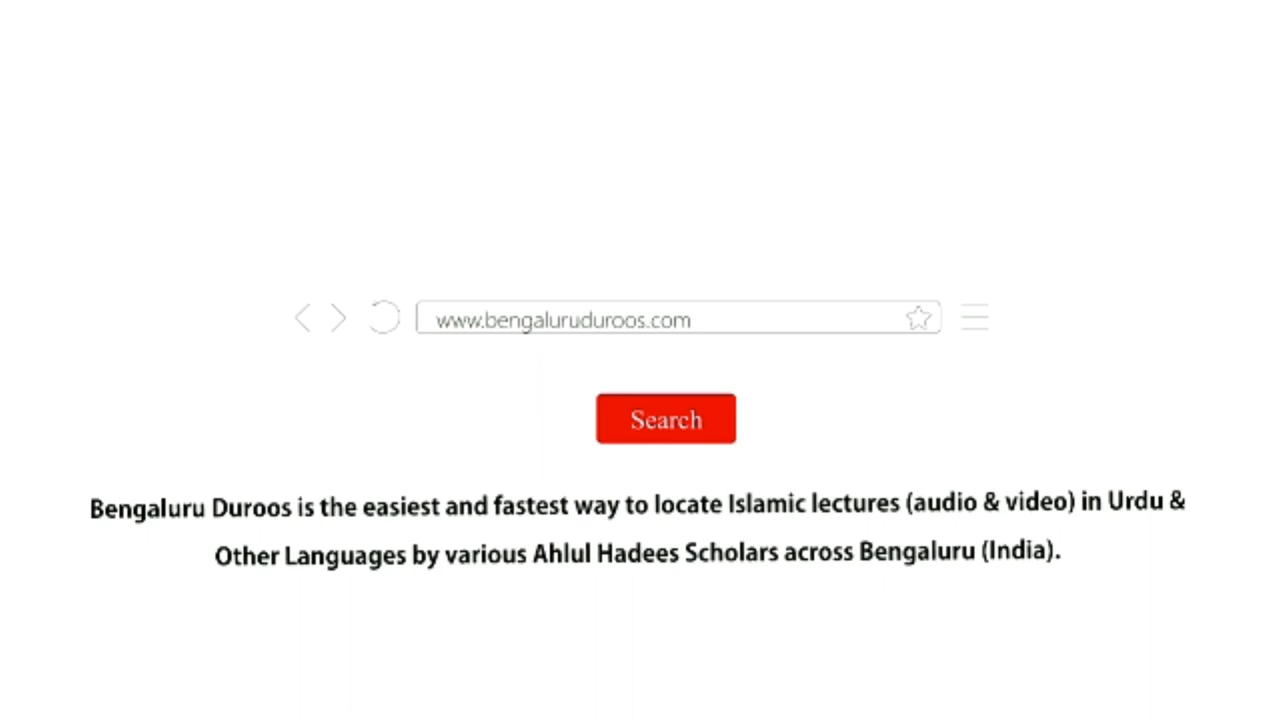 www.bengaluruduroos.com
Search
Bengaluru Duroos is the easiest and fastest way to locate Islamic lectures (audio & video) in Urdu &
Other Languages by various Ahlul Hadees Scholars across Bengaluru (India).